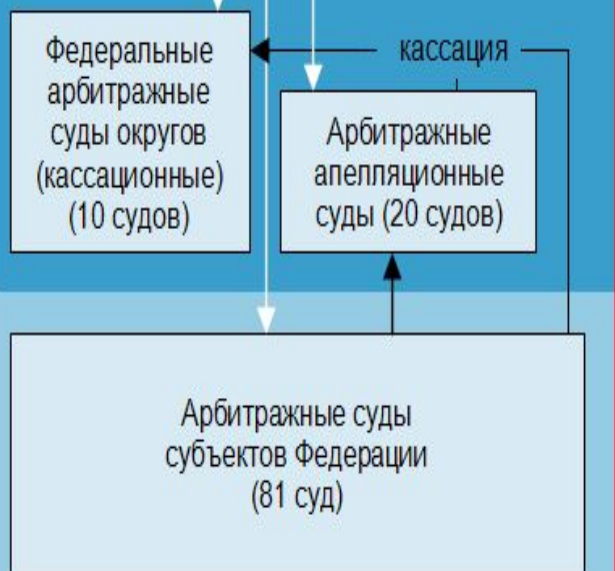 Федеральные
арбитражные
суды округов
(кассационные)
(10 судов)
кассация
Арбитражные
апелляционные
суды (20 судов)
Арбитражные суды
субъектов Федерации
(81 суд)